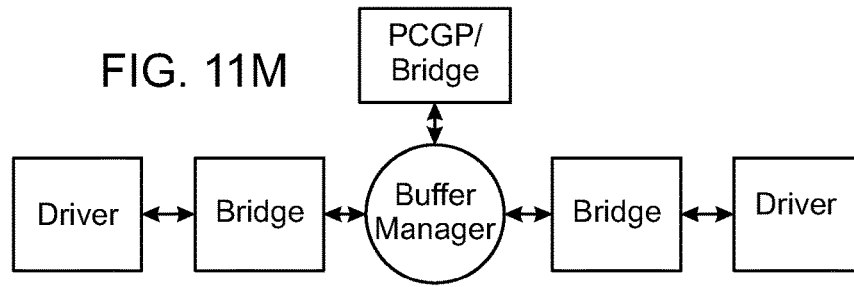 FIG. 11M
PCGP/
Bridge
Driver
Bridge
Buffer
Manager
Bridge
Driver